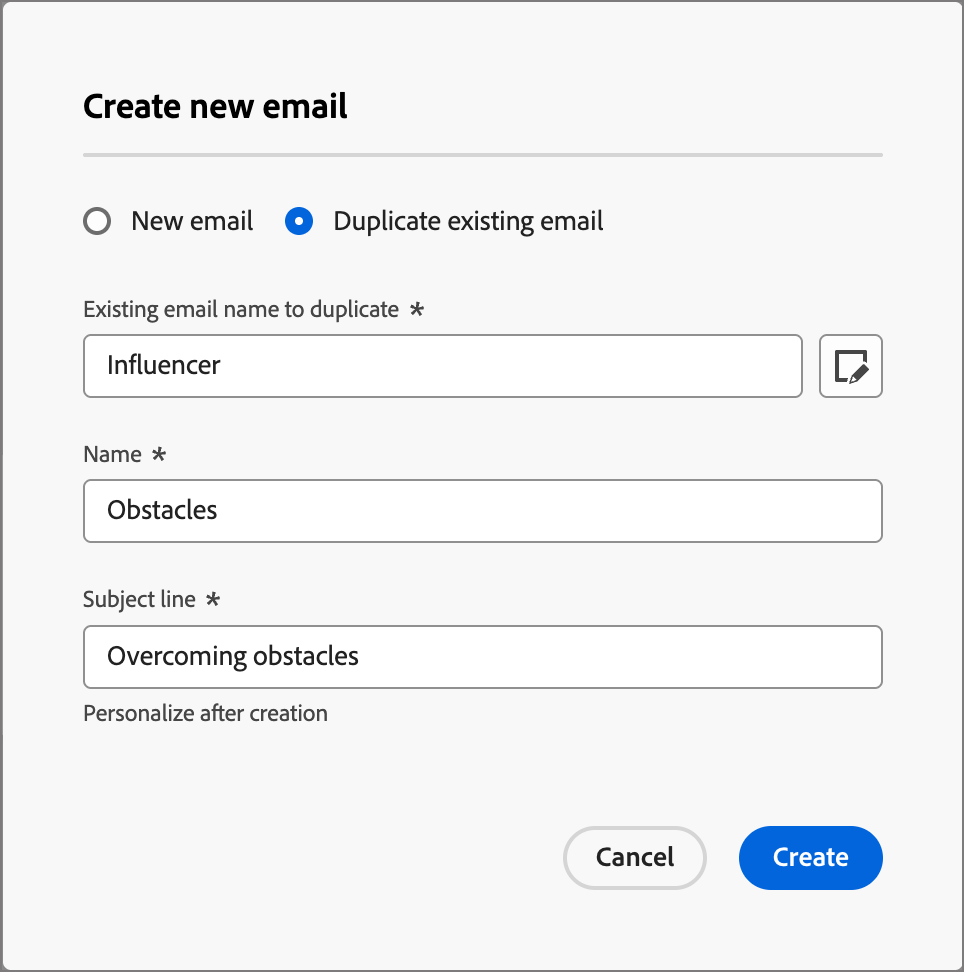 Create new email
New email Duplicate existing email
Existing email name to duplicate *
Influencer
Name *
Obstacles
Subject line *
Overcoming obstacles
Personalize after creation
Cancel Create